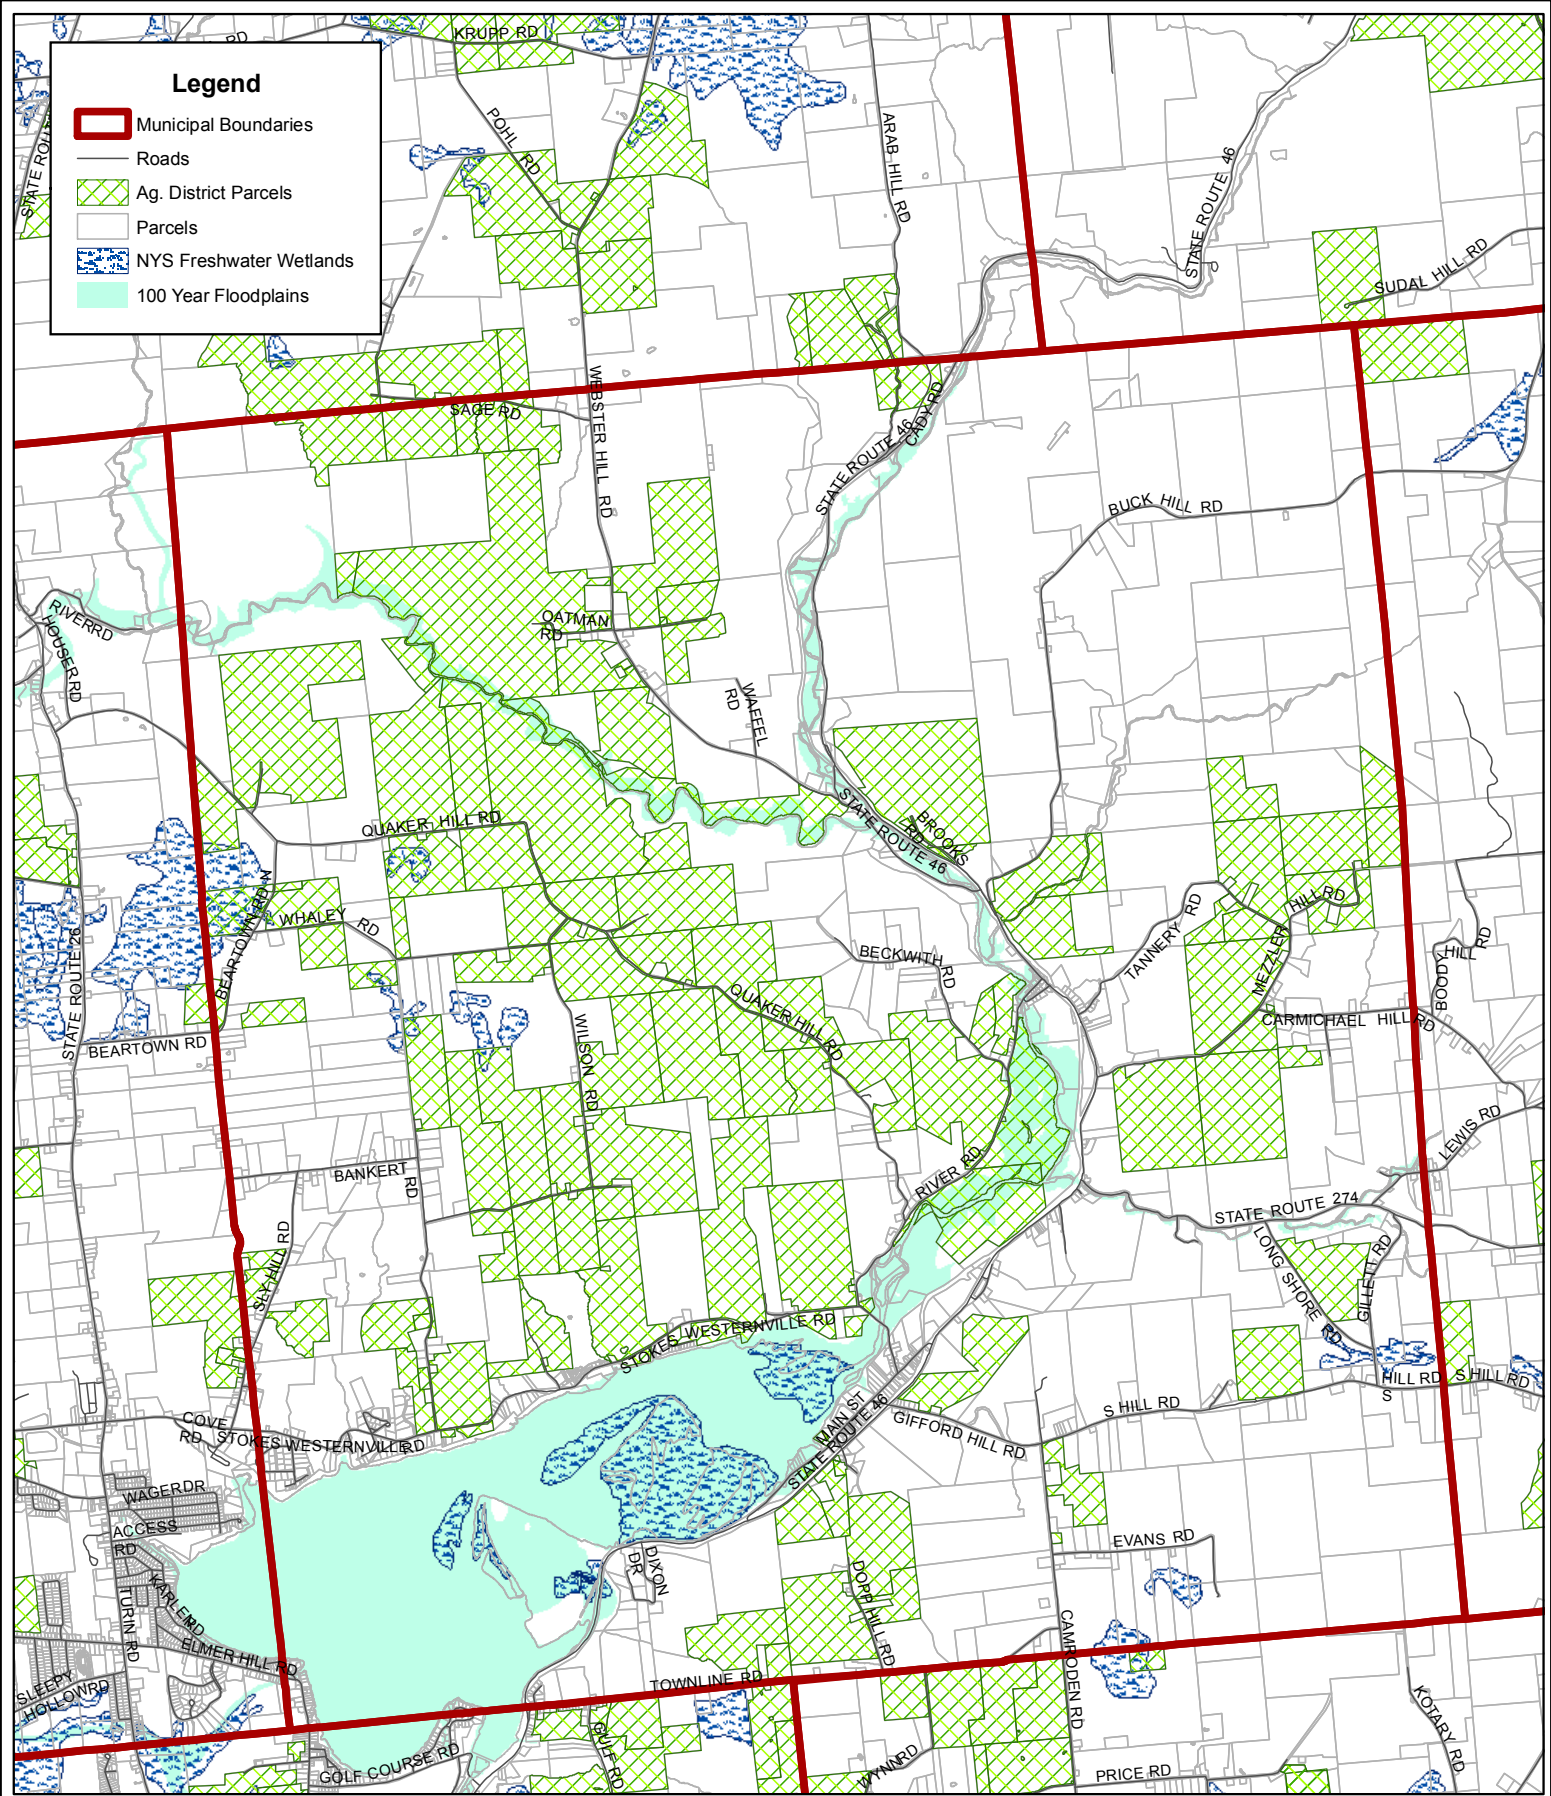 RD
KRUPP RD
Legend
Municipal Boundaries
Roads
Ag. District Parcels
Parcels
NYS Freshwater Wetlands
100 Year Floodplains
POHL RD
ARAB HILL RD
STATE ROUTE 46
SUDAL HILL RD
SAGE RD
WEBSTER HILL RD
CADY RD
STATE ROUTE 46
BUCK HILL RD
RIVER RD
HOUSER RD
OATMAN
RD
WAFFEL
RD
QUAKER HILL RD
STATE ROUTE 46
BROOKS
RD
BEARTOWN RD N
WHALEY RD
STATE ROUTE 26
BEARTOWN RD
BECKWITH RD
TANNERY RD
MEZZLER HILL RD
BOODY HILL RD
CARMICHAEL HILL RD
QUAKER HILL RD
WILSON RD
LEWIS RD
BANKERT RD
RIVER RD
STATE ROUTE 274
SLY HILL RD
LONG SHORE RD
GILLETT RD
STOKES WESTERNVILLE RD
HILL RD
S
S HILL RD
S HILL RD
MAIN ST
STATE ROUTE 46
GIFFORD HILL RD
COVE
RD
STOKES WESTERNVILLE RD
WAGER DR
ACCESS
RD
KARLEN RD
TURIN RD
ELMER HILL RD
DIXON
DR
DOPP HILL RD
EVANS RD
CAMRODEN RD
SLEEPY
HOLLOW RD
TOWNLINE RD
GULF RD
GOLF COURSE RD
WYNN RD
PRICE RD
KOTARY RD